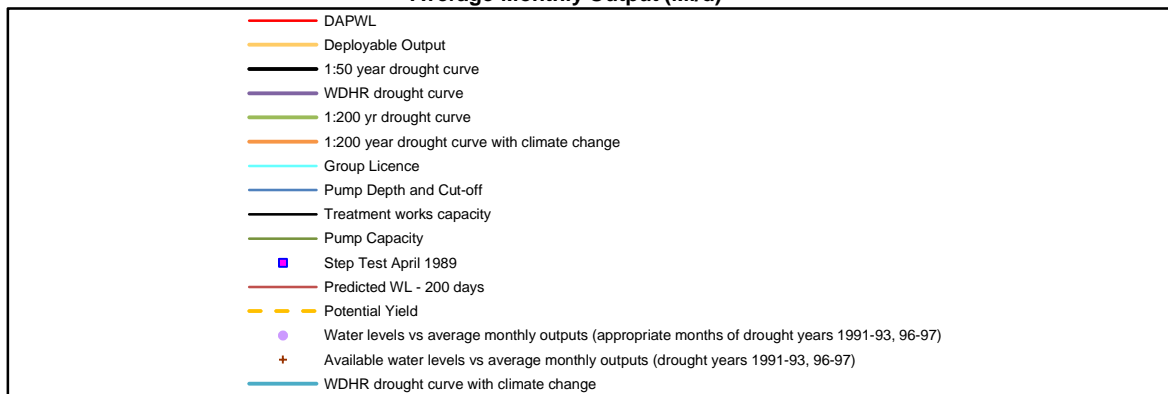 Average Monthly Output (Ml/d)
DAPWL
Deployable Output
1:50 year drought curve
WDHR drought curve
1:200 yr drought curve
1:200 year drought curve with climate change
Group Licence
Pump Depth and Cut-off
Treatment works capacity
Pump Capacity
Step Test April 1989
Predicted WL - 200 days
Potential Yield
Water levels vs average monthly outputs (appropriate months of drought years 1991-93, 96-97)
Available water levels vs average monthly outputs (drought years 1991-93, 96-97)
WDHR drought curve with climate change